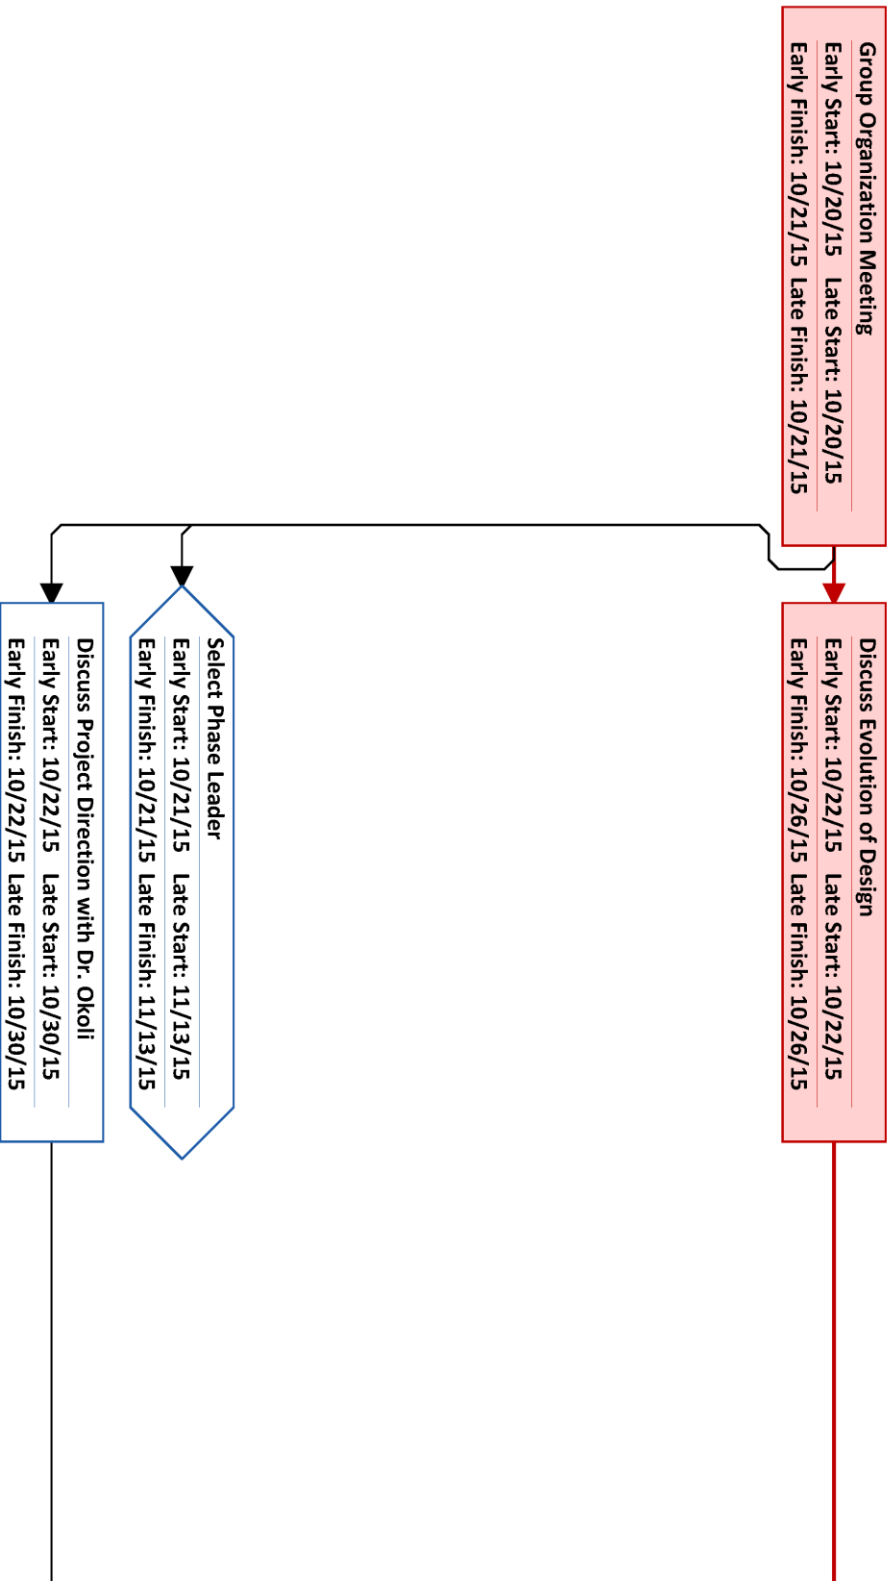 Group Organization Meeting
Early Start: 10/20/15 Late Start: 10/20/15
Early Finish: 10/21/15 Late Finish: 10/21/15
Discuss Evolution of Design
Early Start: 10/22/15 Late Start: 10/22/15
Early Finish: 10/26/15 Late Finish: 10/26/15
Select Phase Leader
Early Start: 10/21/15 Late Start: 11/13/15
Early Finish: 10/21/15 Late Finish: 11/13/15
Discuss Project Direction with Dr. Okoli
Early Start: 10/22/15 Late Start: 10/30/15
Early Finish: 10/22/15 Late Finish: 10/30/15